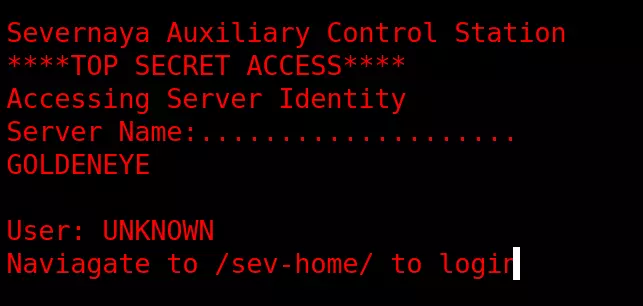 Severnaya Auxiliary Control Station
****TOP SECRET ACCESS****
Accessing Server Identity
Server Name:....................
GOLDENEYE
User: UNKNOWN
Naviagate to /sev-home/ to login